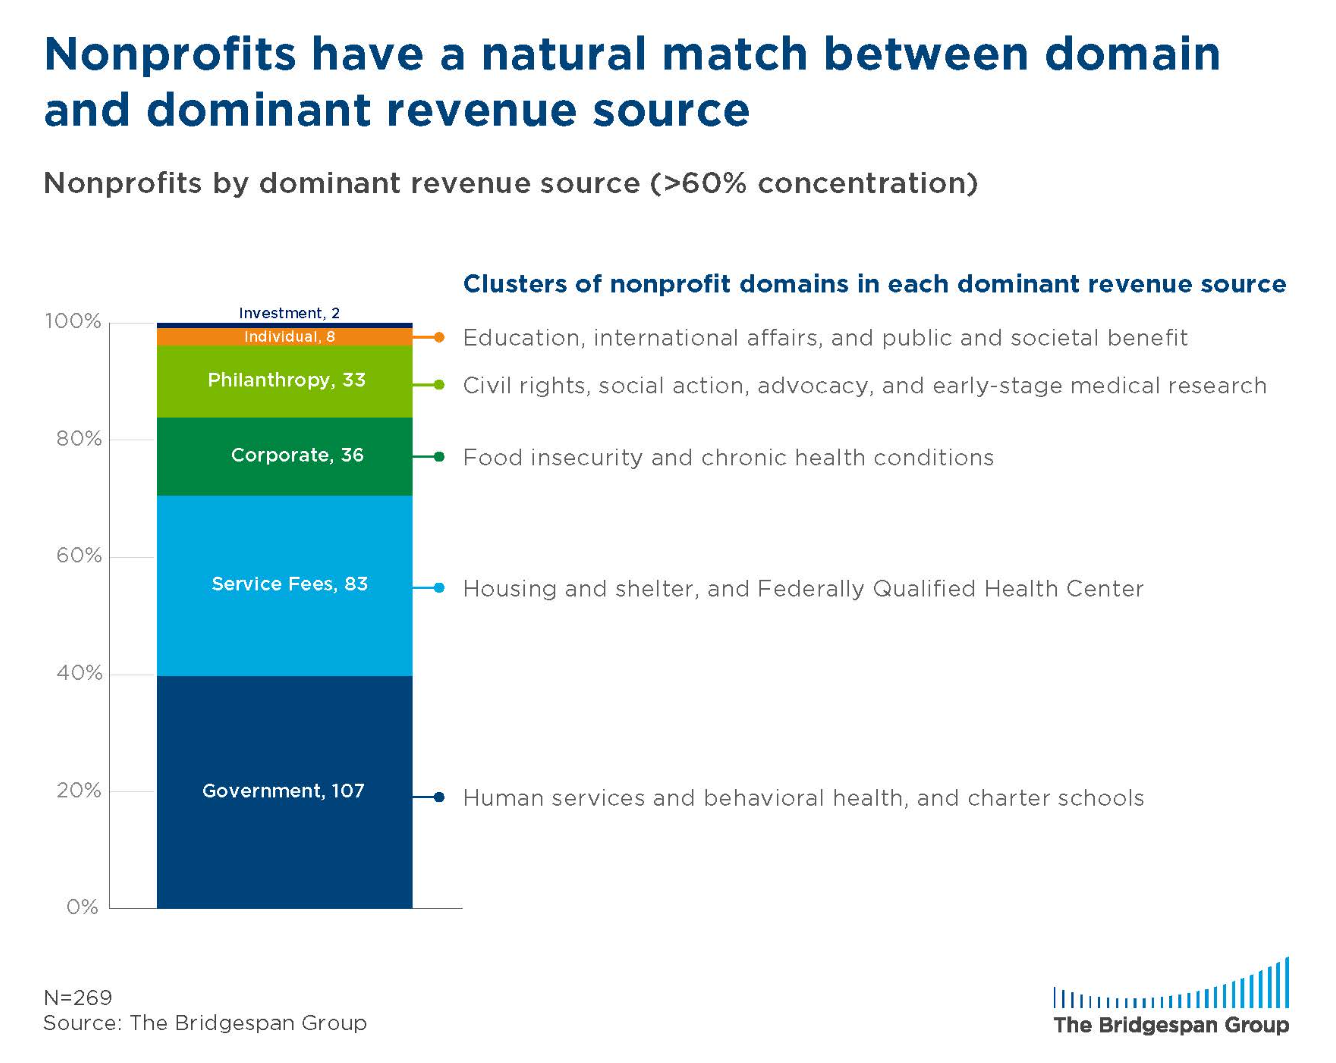 Nonprofits have a natural match between domain
and dominant revenue source
Nonprofits by dominant revenue source (>60% concentration)
Clusters of nonprofit domains in each dominant revenue source
Investment, 2
100%
Individual, 8
Education, international affairs, and public and societal benefit
Philanthropy, 33
Civil rights, social action, advocacy, and early-stage medical research
80%
Corporate, 36
Food insecurity and chronic health conditions
60%
Service Fees, 83
Housing and shelter, and Federally Qualified Health Center
40%
20%
Government, 107
Human services and behavioral health, and charter schools
0%
N=269
Source: The Bridgespan Group
The Bridgespan Group